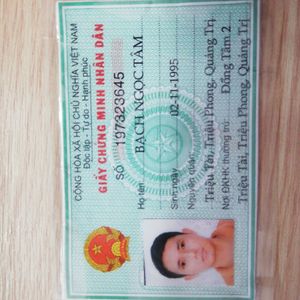 CỘNG HÒA XÃ HỘI CHỦ NGHĨA VIỆT NAM
Độc lập - Tự do - Hạnh phúc
GIẤY CHỨNG MINH NHÂN DÂN
SỐ 197323645
Họ tên BẠCH NGỌC TÂM
Sinh ngày 02-11-1995
Nguyên quán
Triệu Tài, Triệu Phong, Quảng Trị
Nơi ĐKHK thường trú: Đồng Tâm 2
Triệu Tài, Triệu Phong, Quảng Trị